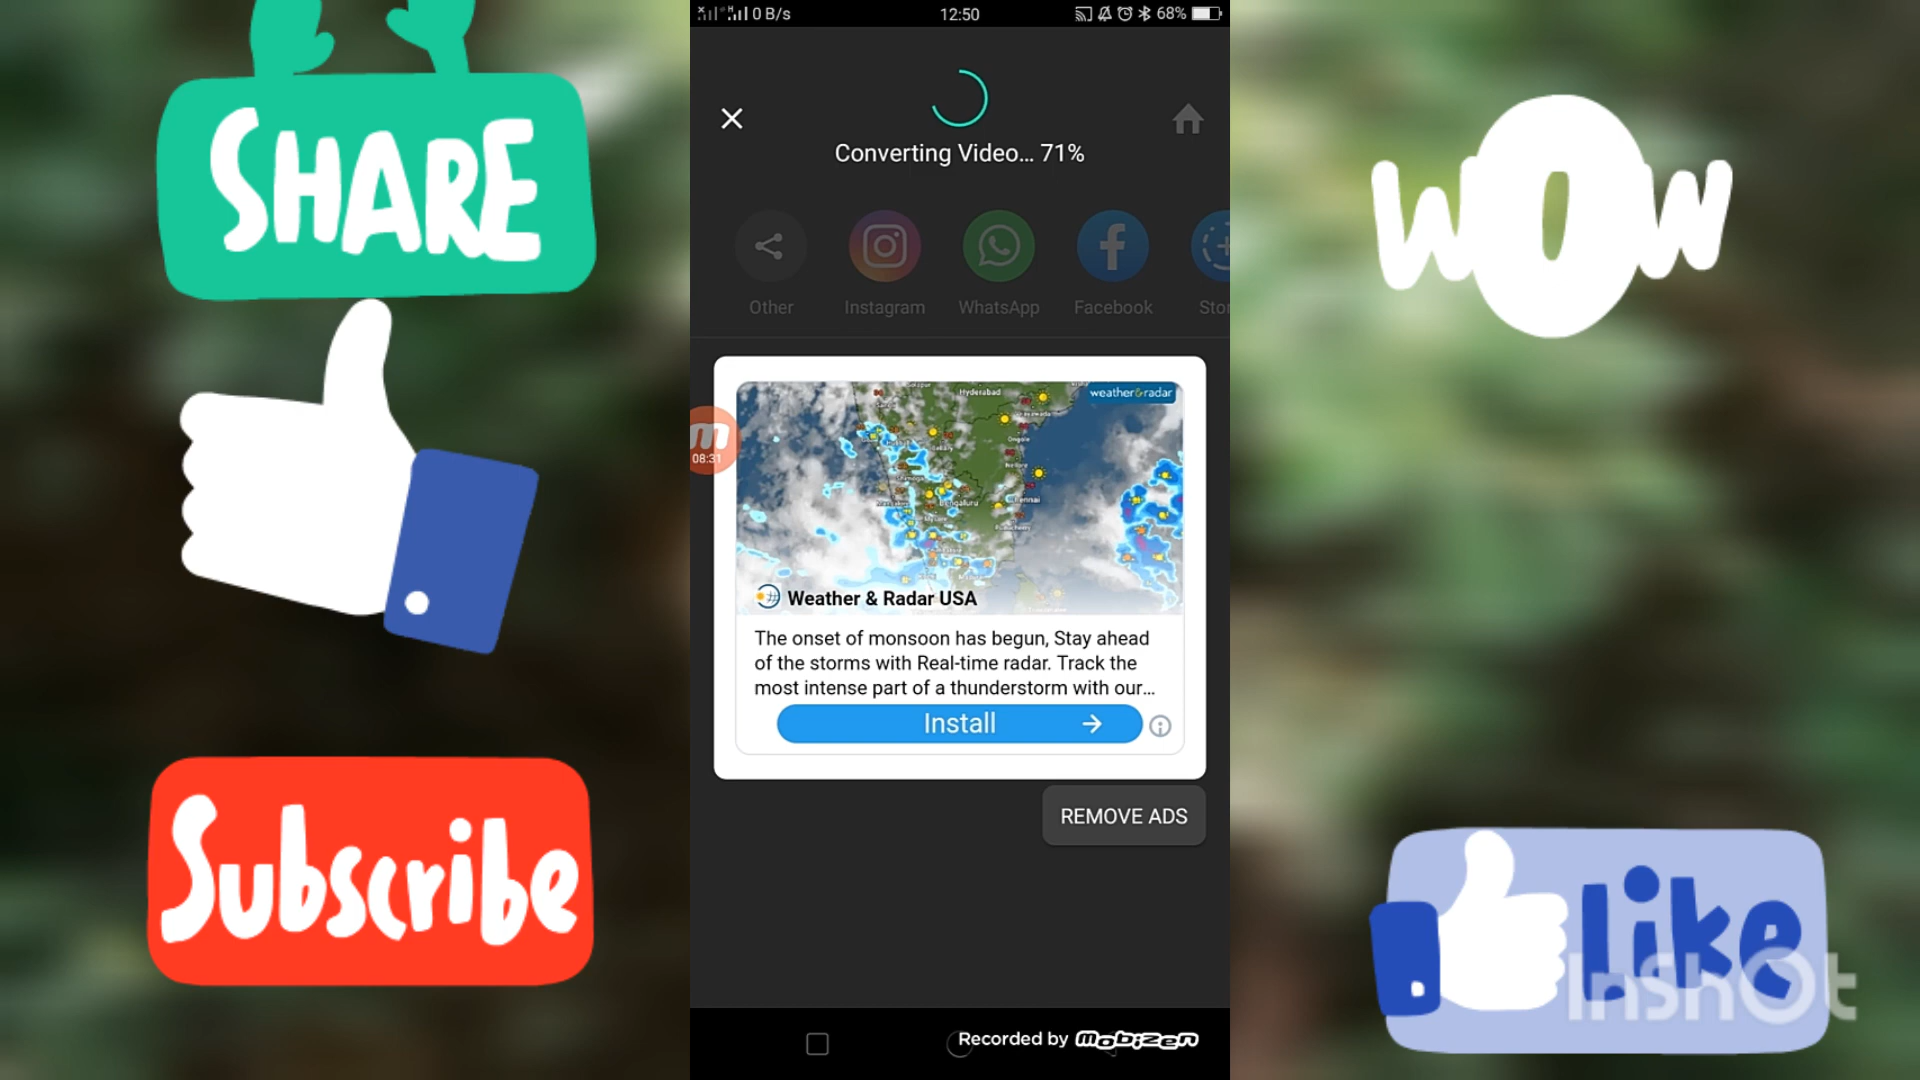 SHARE
Subscribe
0 B/s
12:50
68%
Converting Video... 71%
Other
Instagram
WhatsApp
Facebook
Stor
weather&radar
Hyderabad
Bengaluru
m
08:31
Weather & Radar USA
The onset of monsoon has begun, Stay ahead
of the storms with Real-time radar. Track the
most intense part of a thunderstorm with our...
Install
REMOVE ADS
Recorded by mobizen
WOW
like
InShOt